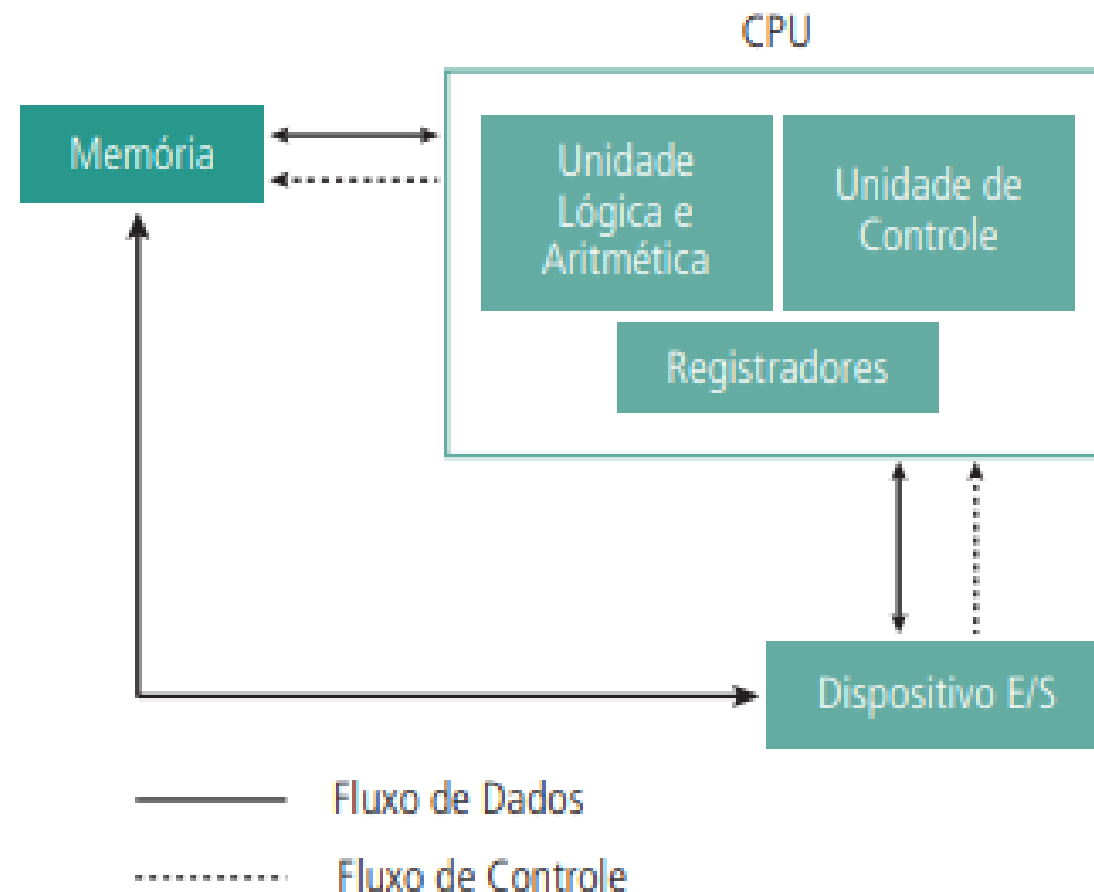 CPU
Memória
Unidade
Lógica e
Aritmética
Unidade de
Controle
Registradores
Dispositivo E/S
Fluxo de Dados
Fluxo de Controle